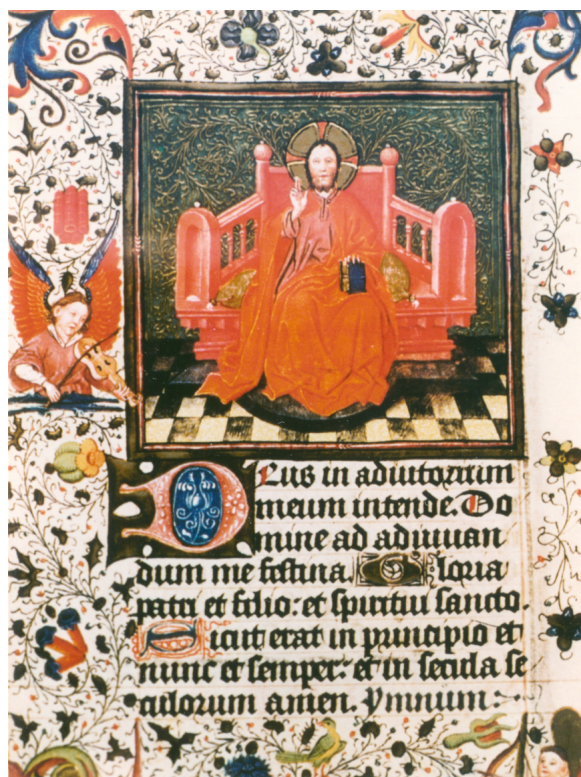 Deus in adiutorium
meum intende. Do
mine ad adiuuan
dum me festina. Gloria
patri et filio: et spiritui sancto.
Sicut erat in principio et
nunc et semper: et in secula se
culorum amen. Ymnum: